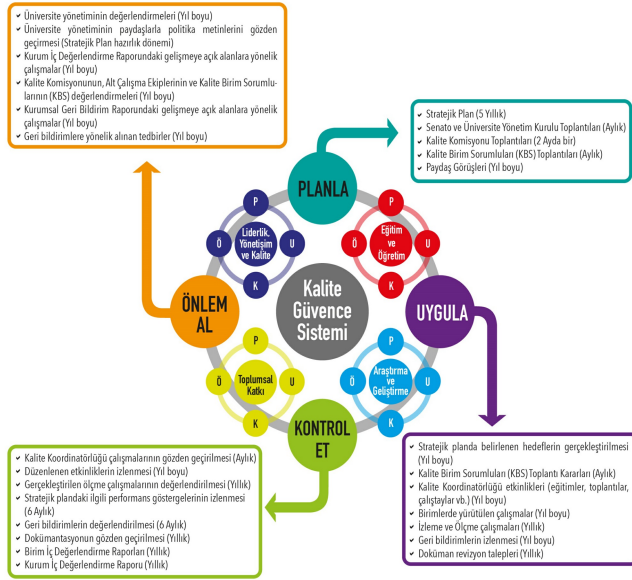 ✓ Üniversite yönetiminin değerlendirmeleri (Yıl boyu)
✓ Üniversite yönetiminin paydaşlarla politika metinlerini gözden
geçirmesi (Stratejik Plan hazırlık dönemi)
✓ Kurum İç Değerlendirme Raporundaki gelişmeye açık alanlara yönelik
çalışmalar (Yıl boyu)
✓ Kalite Komisyonunun, Alt Çalışma Ekiplerinin ve Kalite Birim Sorumlu-
larının (KBS) değerlendirmeleri (Yıl boyu)
✓ Kurumsal Geri Bildirim Raporundaki gelişmeye açık alanlara yönelik
çalışmalar (Yıl boyu)
✓ Geri bildirimlere yönelik alınan tedbirler (Yıl boyu)
✓ Stratejik Plan (5 Yıllık)
✓ Senato ve Üniversite Yönetim Kurulu Toplantıları (Aylık)
✓ Kalite Komisyonu Toplantıları (2 Ayda bir)
✓ Kalite Birim Sorumluları (KBS) Toplantıları (Aylık)
✓ Paydaş Görüşleri (Yıl boyu)
PLANLA
P
Ö
Liderlik,
Yönetişim
ve Kalite
U
K
P
Ö
Eğitim
ve
Öğretim
U
K
ÖNLEM
AL
Kalite
Güvence
Sistemi
UYGULA
P
Ö
Toplumsal
Katkı
U
K
P
Ö
Araştırma
ve
Geliştirme
U
K
KONTROL
ET
✓ Kalite Koordinatörlüğü çalışmalarının gözden geçirilmesi (Aylık)
✓ Düzenlenen etkinliklerin izlenmesi (Yıl boyu)
✓ Gerçekleştirilen ölçme çalışmalarının değerlendirilmesi (Yıllık)
✓ Stratejik plandaki ilgili performans göstergelerinin izlenmesi
(6 Aylık)
✓ Geri bildirimlerin değerlendirilmesi (6 Aylık)
✓ Dokümantasyonun gözden geçirilmesi (Yıllık)
✓ Birim İç Değerlendirme Raporları (Yıllık)
✓ Kurum İç Değerlendirme Raporu (Yıllık)
✓ Stratejik planda belirlenen hedeflerin gerçekleştirilmesi
(Yıl boyu)
✓ Kalite Birim Sorumluları (KBS) Toplantı Kararları (Aylık)
✓ Kalite Koordinatörlüğü etkinlikleri (eğitimler, toplantılar,
çalıştaylar vb.) (Yıl boyu)
✓ Birimlerde yürütülen çalışmalar (Yıl boyu)
✓ İzleme ve Ölçme çalışmaları (Yıllık)
✓ Geri bildirimlerin izlenmesi (Yıl boyu)
✓ Doküman revizyon talepleri (Yıllık)